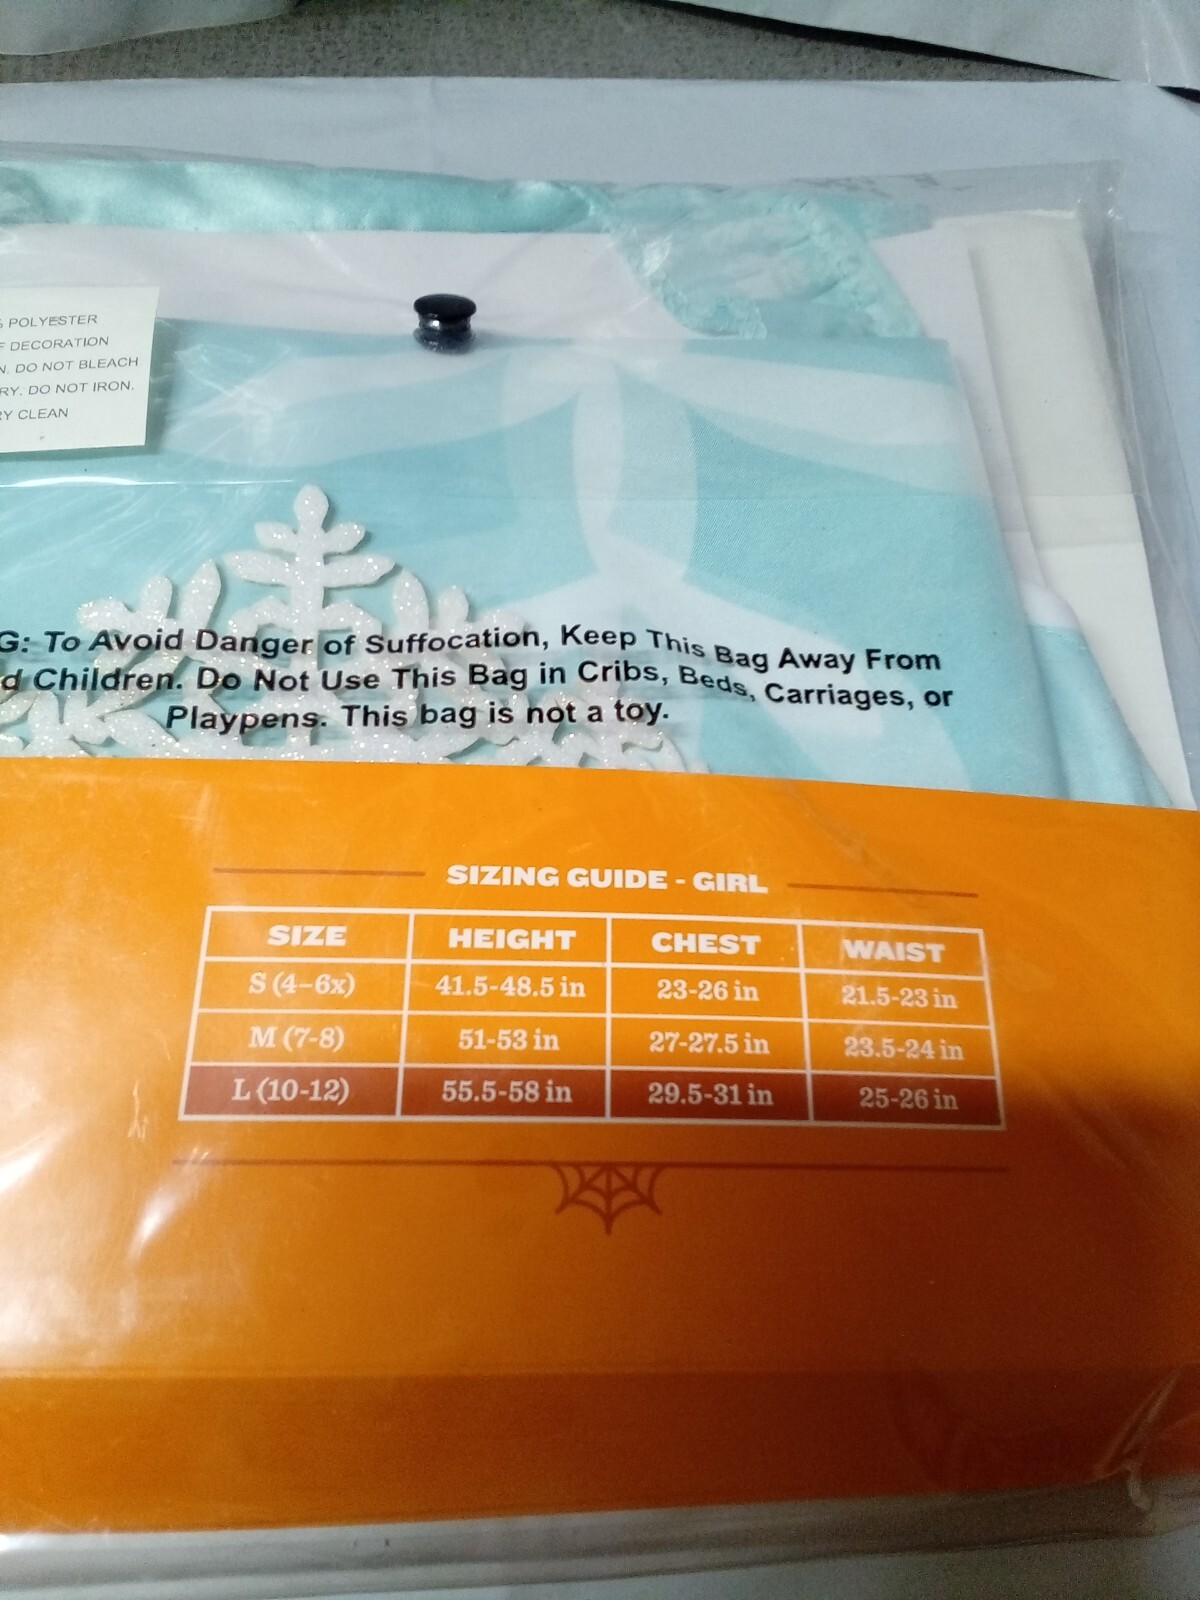 % POLYESTER
F DECORATION
N. DO NOT BLEACH
RY. DO NOT IRON.
RY CLEAN
G: To Avoid Danger of Suffocation, Keep This Bag Away From
d Children. Do Not Use This Bag in Cribs, Beds, Carriages, or
Playpens. This bag is not a toy.
SIZING GUIDE - GIRL
SIZE HEIGHT CHEST WAIST
S (4-6x) 41.5-48.5 in 23-26 in 21.5-23 in
M (7-8) 51-53 in 27-27.5 in 23.5-24 in
L (10-12) 55.5-58 in 29.5-31 in 25-26 in